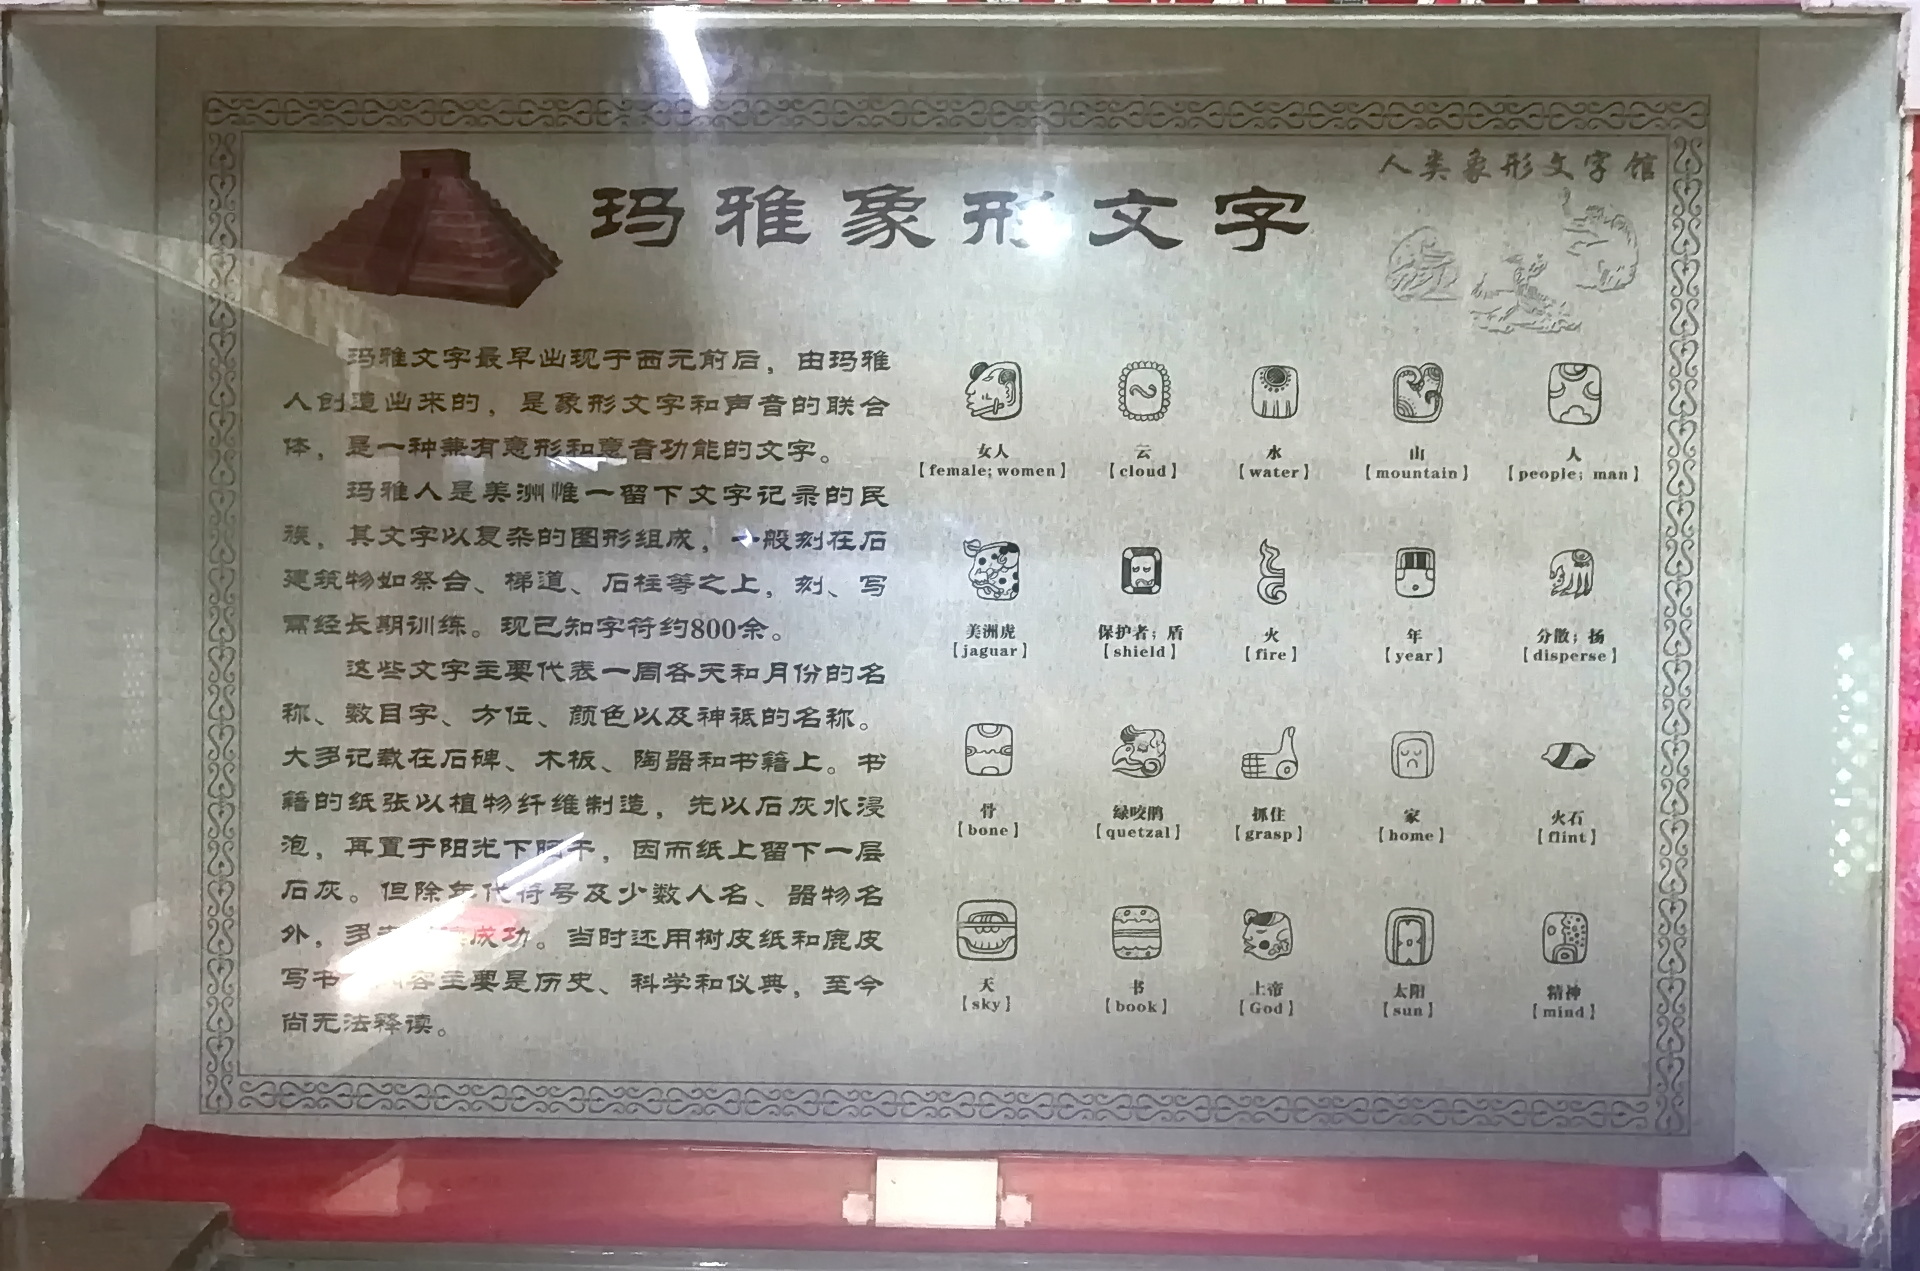 人类象形文字馆
玛雅象形文字
玛雅文字最早出现于西元前后，由玛雅
人创造出来的，是象形文字和声音的联合
体，是一种兼有意形和意音功能的文字。
玛雅人是美洲惟一留下文字记录的民
族，其文字以复杂的图形组成，一般刻在石
建筑物如祭台、梯道、石柱等之上，刻、写
需经长期训练。现已知字符约800余。
这些文字主要代表一周各天和月份的名
称、数目字、方位、颜色以及神祗的名称。
大多记载在石碑、木板、陶器和书籍上。书
籍的纸张以植物纤维制造，先以石灰水浸
泡，再置于阳光下晒干，因而纸上留下一层
石灰。但除年代符号及少数人名、器物名
外，多 成功。当时还用树皮纸和鹿皮
写书 容主要是历史、科学和仪典，至今
尚无法释读。
女人 云 水 山 人
[female; women] [cloud] [water] [mountain] [people; man]
美洲虎 保护者；盾 火 年 分散；扬
[jaguar] [shield] [fire] [year] [disperse]
骨 绿咬鹃 抓住 家 火石
[bone] [quetzal] [grasp] [home] [flint]
天 书 上帝 太阳 精神
[sky] [book] [God] [sun] [mind]